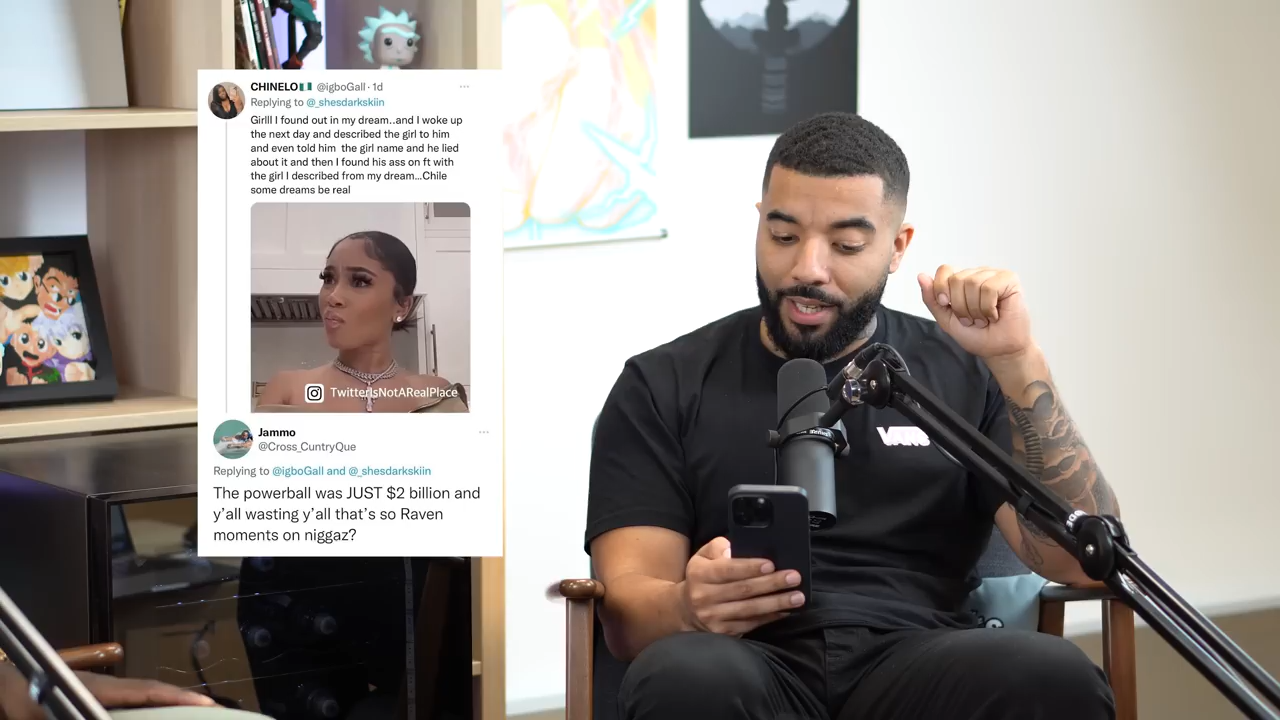 CHINELO🇳🇬 @igboGall · 1d
Replying to @_shesdarkskiin
Girlll I found out in my dream..and I woke up
the next day and described the girl to him
and even told him the girl name and he lied
about it and then I found his ass on ft with
the girl I described from my dream...Chile
some dreams be real
TwitterIsNotARealPlace
Jammo
@Cross_CuntryQue
Replying to @igboGall and @_shesdarkskiin
The powerball was JUST $2 billion and
y'all wasting y'all that's so Raven
moments on niggaz?
VANS